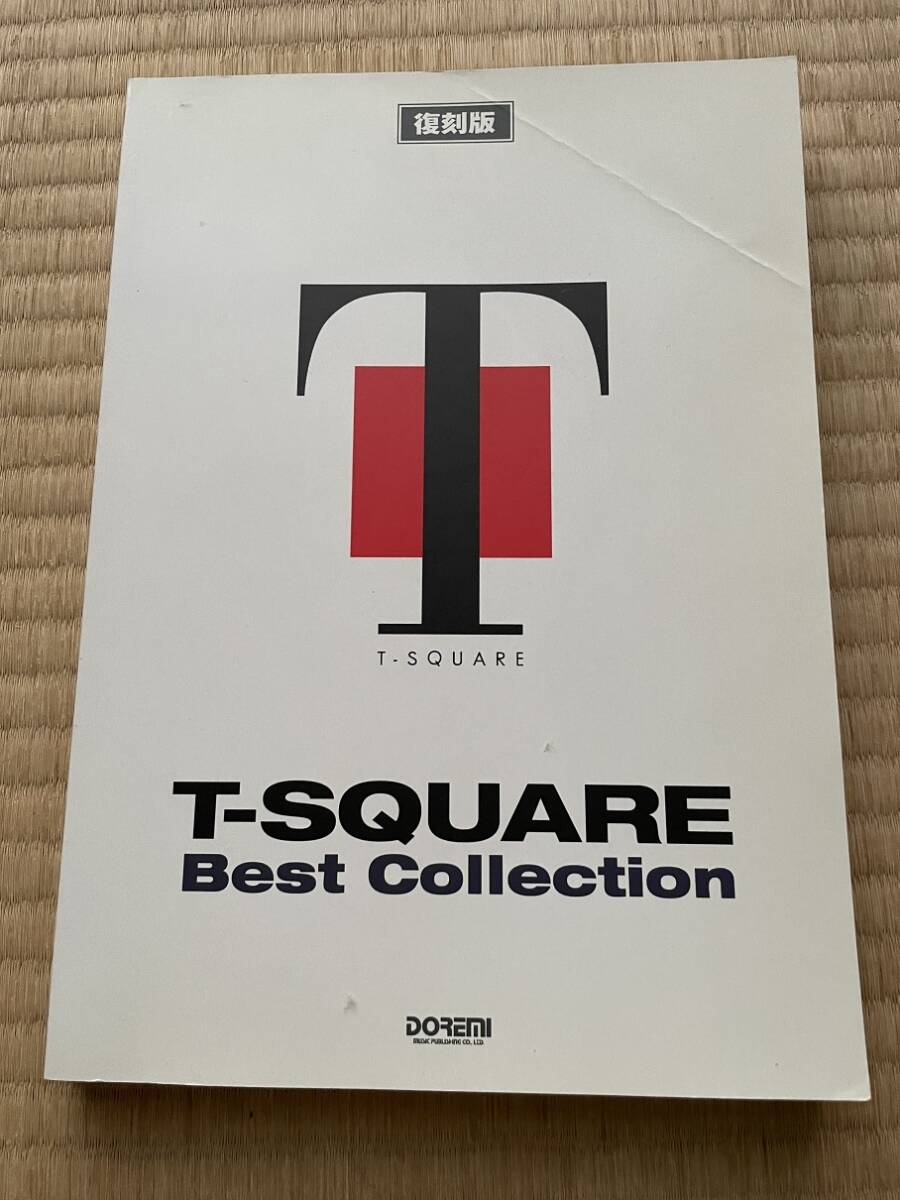 復刻版
T
T-SQUARE
T-SQUARE
Best Collection
DOREMI
MUSIC PUBLISHING CO., LTD.